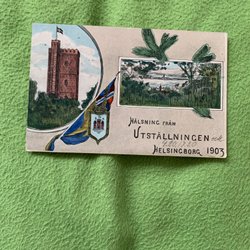 HÄLSNING FRÅN
UTSTÄLLNINGEN
HELSINGBORG 1903